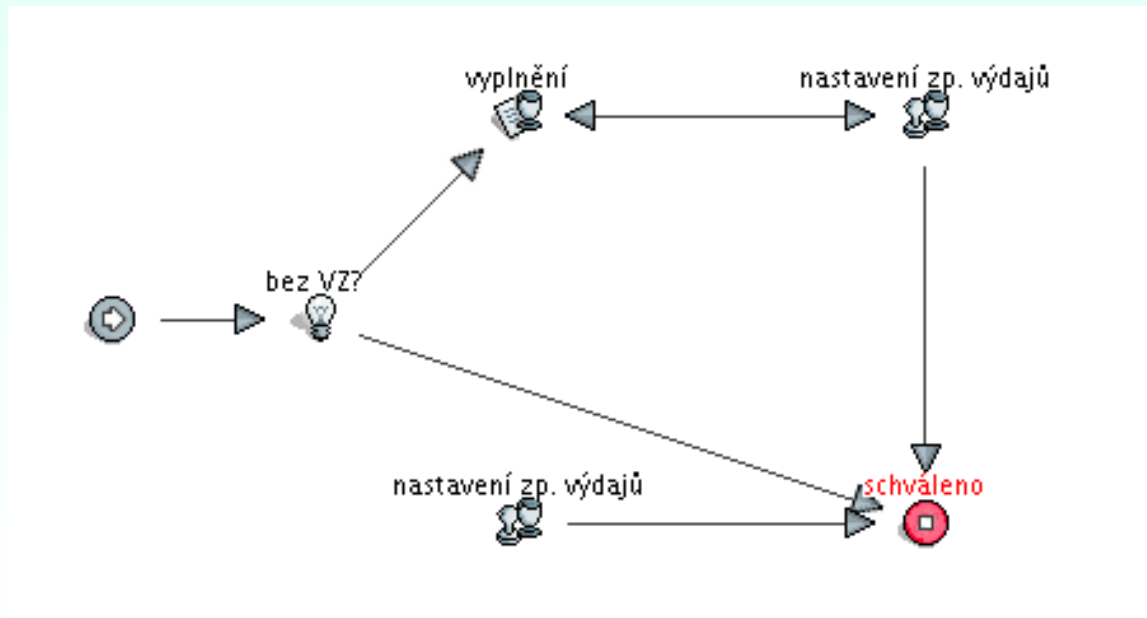 vyplnění
nastavení zp. výdajů
bez VZ?
nastavení zp. výdajů
schváleno